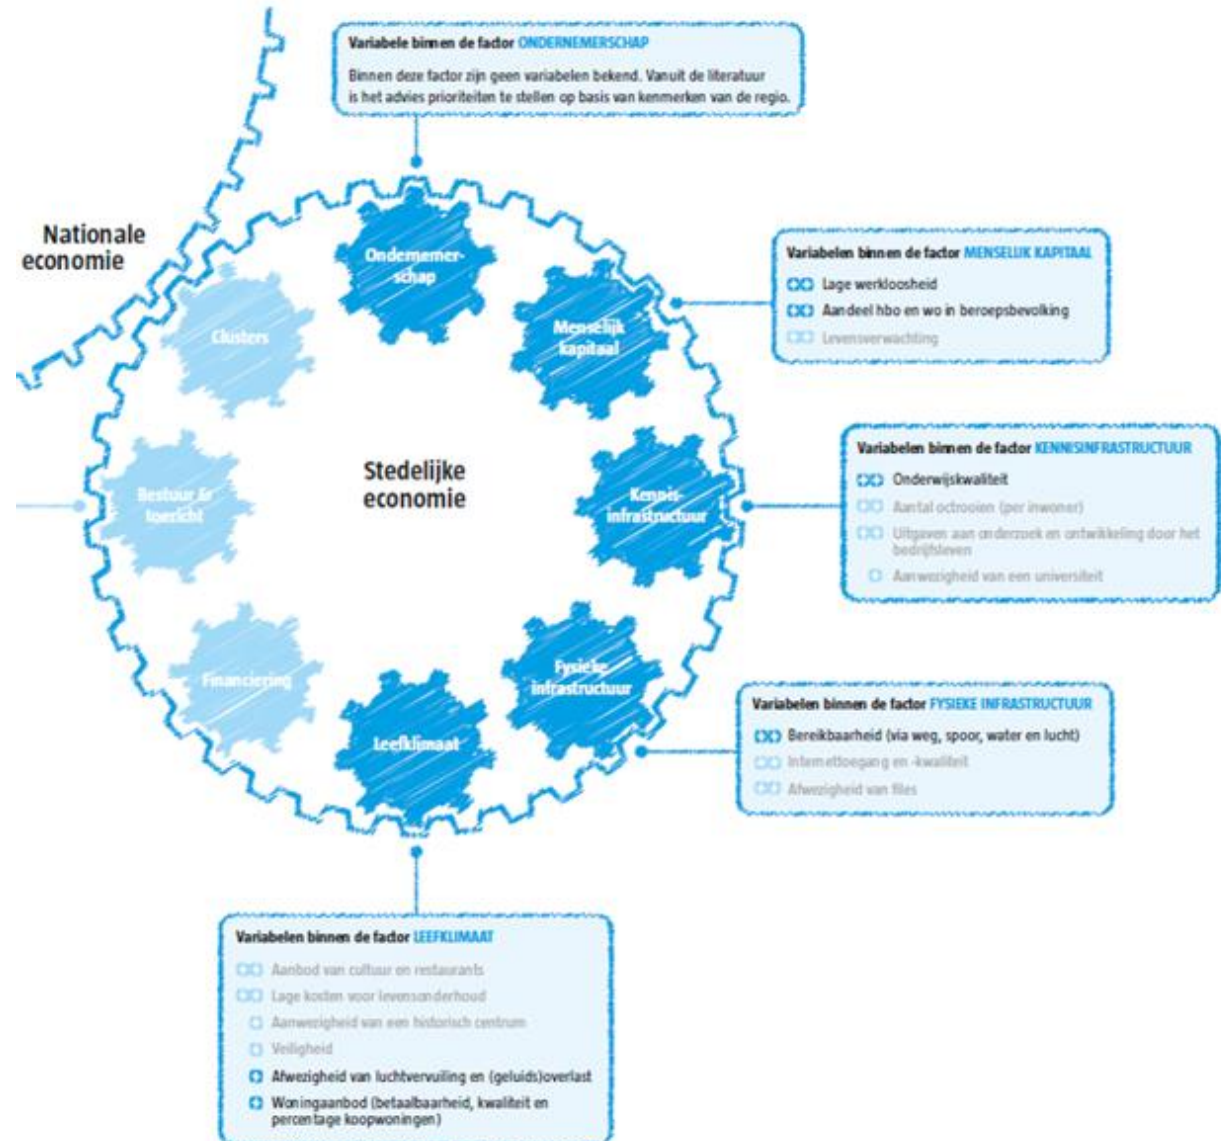 Variabele binnen de factor ONDERNEMERSCHAP
Binnen deze factor zijn geen variabelen bekend. Vanuit de literatuur
is het advies prioriteiten te stellen op basis van kenmerken van de regio.
Nationale
economie
Ondernemer-
schap
Clusters
Menselijk
kapitaal
Variabelen binnen de factor MENSELIJK KAPITAAL
Lage werkloosheid
Aandeel hbo en wo in beroepsbevolking
Levensverwachting
Stedelijke
economie
Bestuur &
toezicht
Kennis-
infrastructuur
Variabelen binnen de factor KENNISINFRASTRUCTUUR
Onderwijskwaliteit
Aantal octrooien (per inwoner)
Uitgaven aan onderzoek en ontwikkeling door het
bedrijfsleven
Aanwezigheid van een universiteit
Financiering
Fysieke
infrastructuur
Leefklimaat
Variabelen binnen de factor FYSIEKE INFRASTRUCTUUR
Bereikbaarheid (via weg, spoor, water en lucht)
Internettoegang en -kwaliteit
Afwezigheid van files
Variabelen binnen de factor LEEFKLIMAAT
Aanbod van cultuur en restaurants
Lage kosten voor levensonderhoud
Aanwezigheid van een historisch centrum
Veiligheid
Afwezigheid van luchtvervuiling en (geluids)overlast
Woningaanbod (betaalbaarheid, kwaliteit en
percentage koopwoningen)